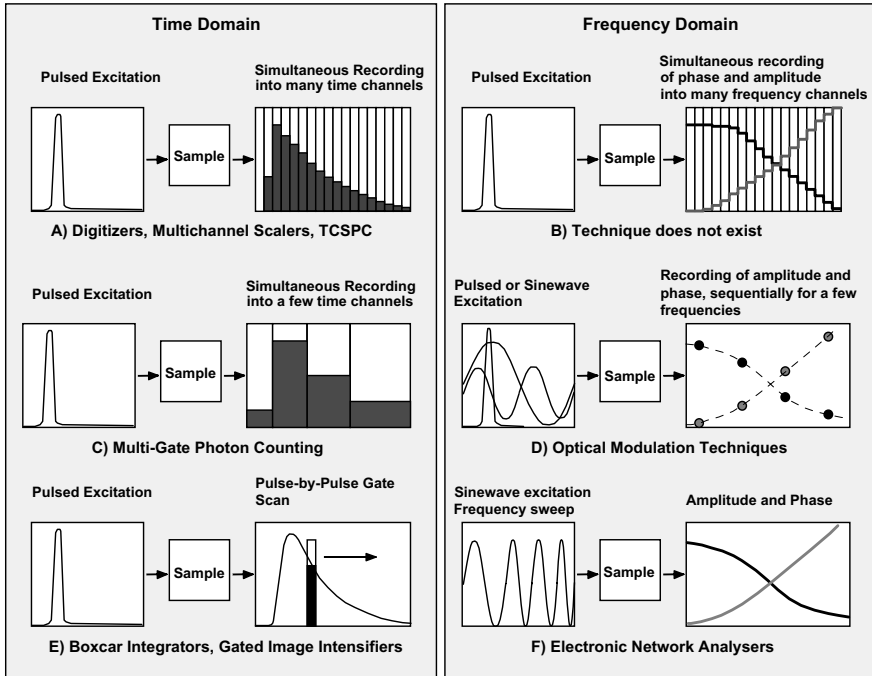 Time Domain
Pulsed Excitation
Simultaneous Recording
into many time channels
Sample
A) Digitizers, Multichannel Scalers, TCSPC
Pulsed Excitation
Simultaneous Recording
into a few time channels
Sample
C) Multi-Gate Photon Counting
Pulsed Excitation
Pulse-by-Pulse Gate
Scan
Sample
E) Boxcar Integrators, Gated Image Intensifiers
Frequency Domain
Pulsed Excitation
Simultaneous recording
of phase and amplitude
into many frequency channels
Sample
B) Technique does not exist
Pulsed or Sinewave
Excitation
Recording of amplitude and
phase, sequentially for a few
frequencies
Sample
D) Optical Modulation Techniques
Sinewave excitation
Frequency sweep
Amplitude and Phase
Sample
F) Electronic Network Analysers